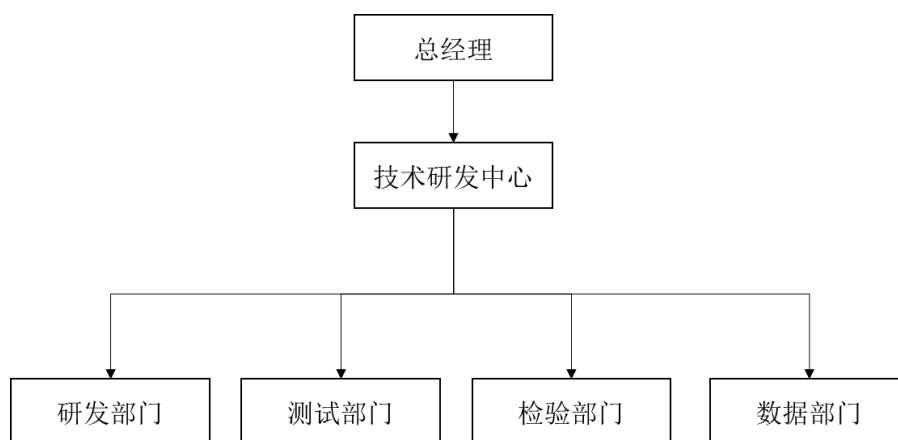 总经理
技术研发中心
研发部门
测试部门
检验部门
数据部门